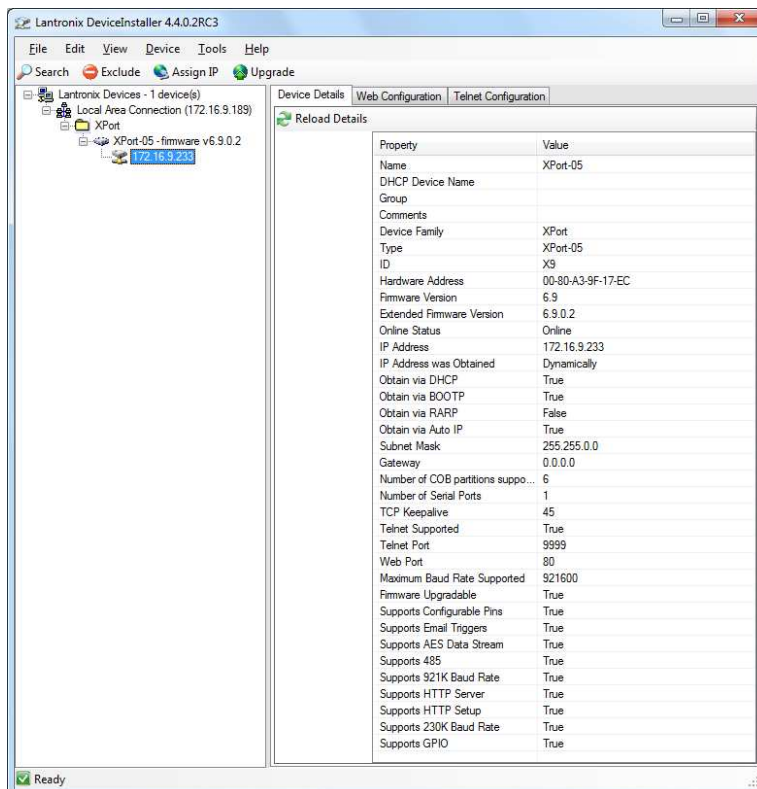 Lantronix DeviceInstaller 4.4.0.2RC3
File Edit View Device Tools Help
Search Exclude Assign IP Upgrade
Lantronix Devices - 1 device(s)
Local Area Connection (172.16.9.189)
XPort
XPort-05 - firmware v6.9.0.2
172.16.9.233
Device Details Web Configuration Telnet Configuration
Reload Details
Property Value
Name XPort-05
DHCP Device Name
Group
Comments
Device Family XPort
Type XPort-05
ID X9
Hardware Address 00-80-A3-9F-17-EC
Firmware Version 6.9
Extended Firmware Version 6.9.0.2
Online Status Online
IP Address 172.16.9.233
IP Address was Obtained Dynamically
Obtain via DHCP True
Obtain via BOOTP True
Obtain via RARP False
Obtain via Auto IP True
Subnet Mask 255.255.0.0
Gateway 0.0.0.0
Number of COB partitions suppo... 6
Number of Serial Ports 1
TCP Keepalive 45
Telnet Supported True
Telnet Port 9999
Web Port 80
Maximum Baud Rate Supported 921600
Firmware Upgradable True
Supports Configurable Pins True
Supports Email Triggers True
Supports AES Data Stream True
Supports 485 True
Supports 921K Baud Rate True
Supports HTTP Server True
Supports HTTP Setup True
Supports 230K Baud Rate True
Supports GPIO True
Ready